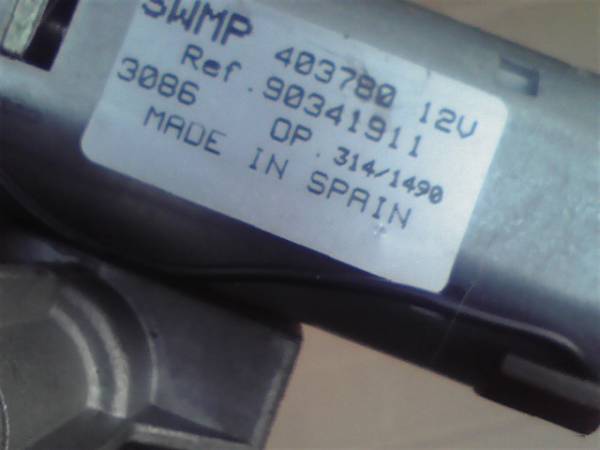 SWMP 403780 12V
Ref. 90341911
3086 OP. 314/1490
MADE IN SPAIN